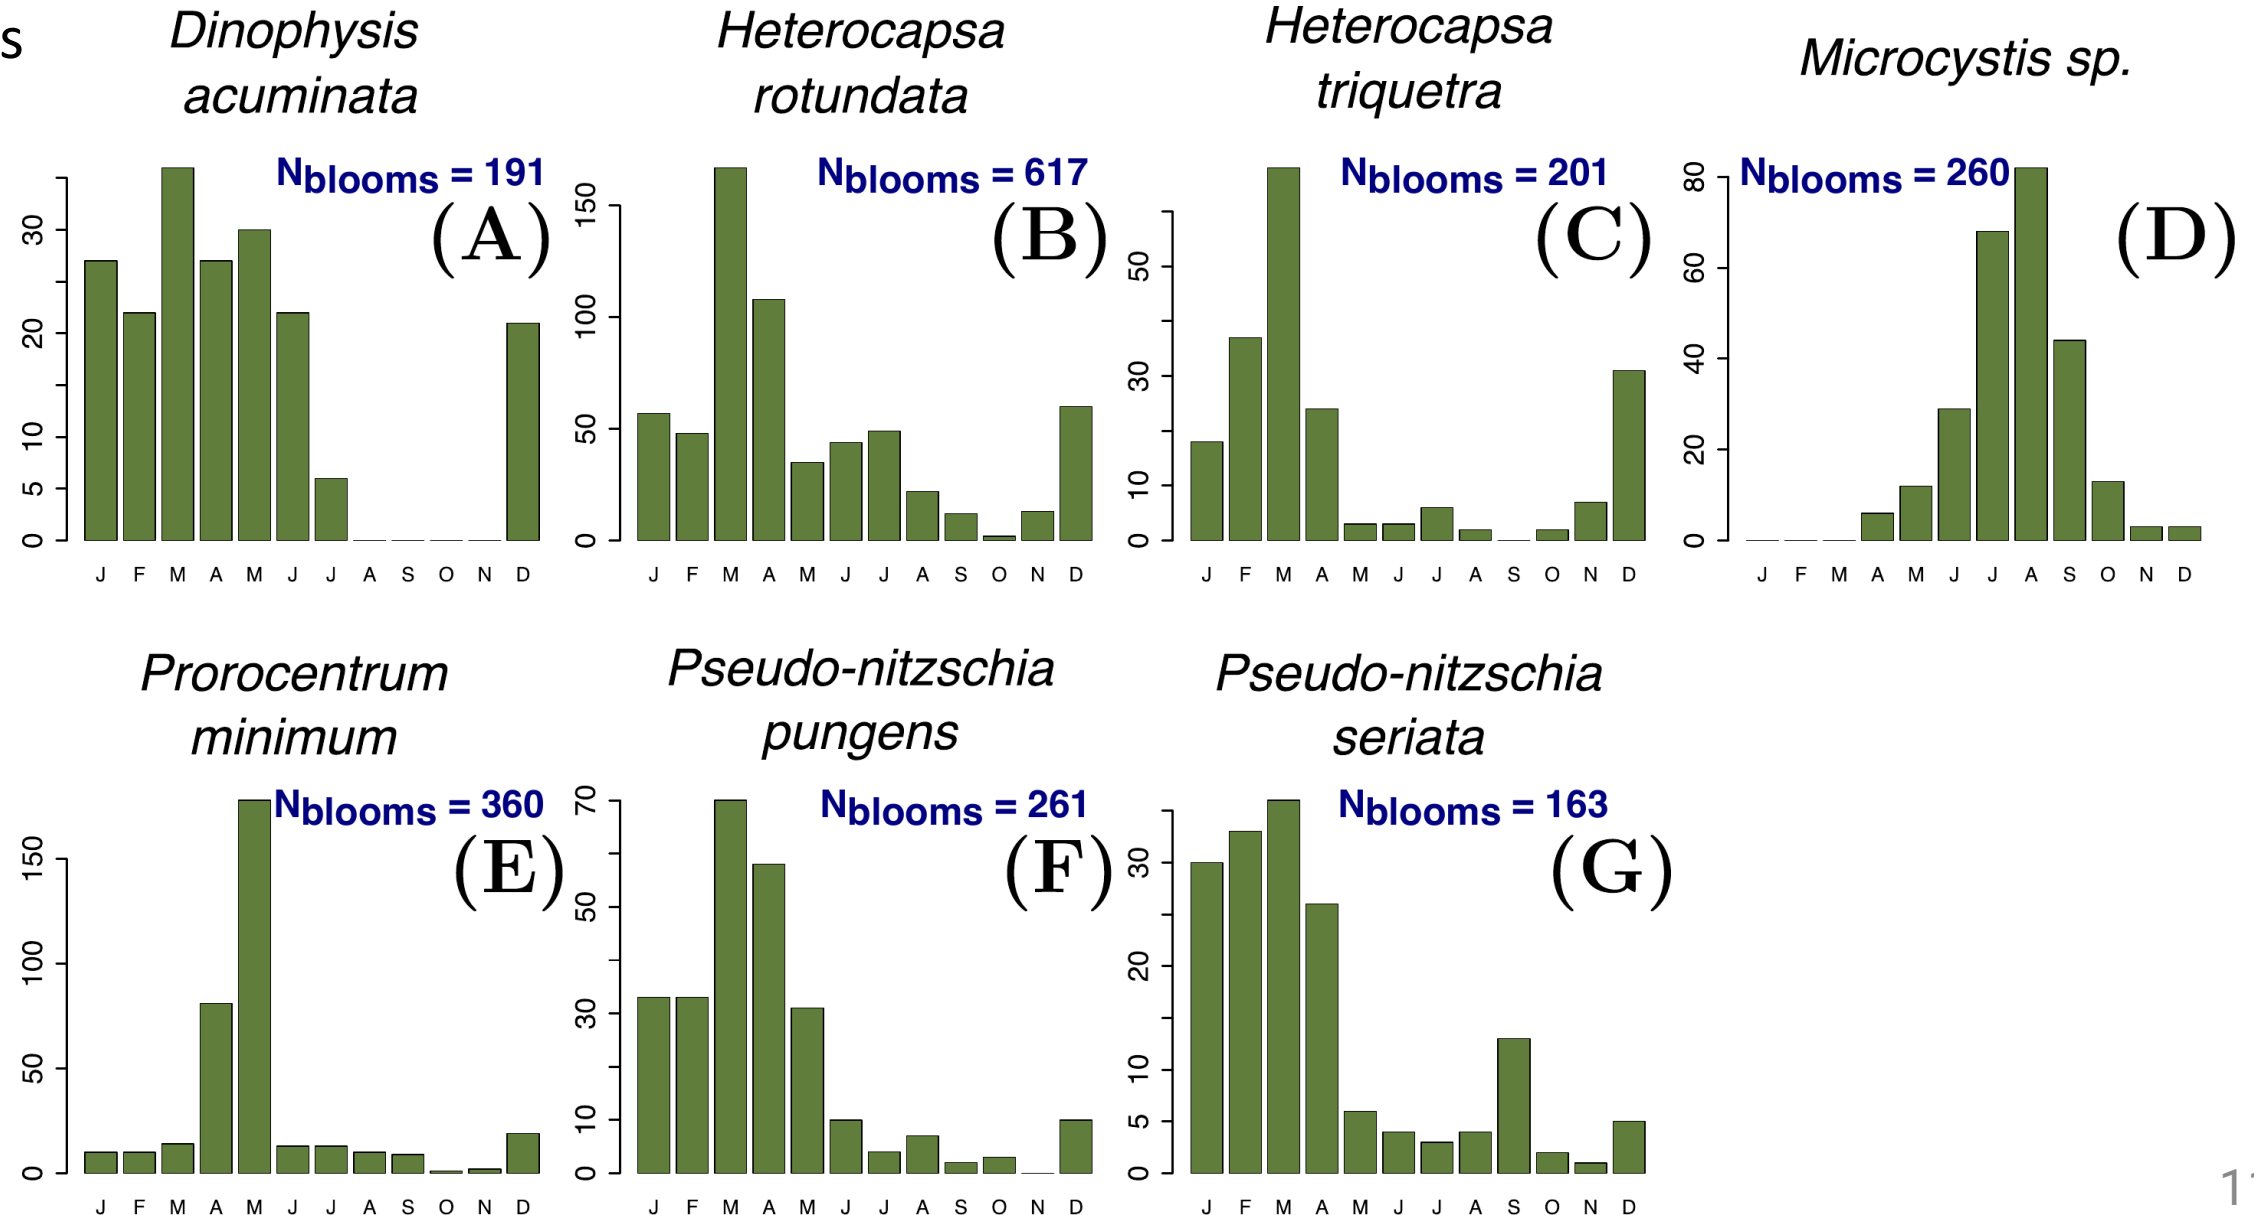 s
Dinophysis
acuminata
Heterocapsa
rotundata
Heterocapsa
triquetra
Microcystis sp.
Nblooms = 191
(A)
0 5 10 20 30
J F M A M J J A S O N D
Nblooms = 617
(B)
0 50 100 150
J F M A M J J A S O N D
Nblooms = 201
(C)
0 10 30 50
J F M A M J J A S O N D
Nblooms = 260
(D)
0 20 40 60 80
J F M A M J J A S O N D
Prorocentrum
minimum
Pseudo-nitzschia
pungens
Pseudo-nitzschia
seriata
Nblooms = 360
(E)
0 50 100 150
J F M A M J J A S O N D
Nblooms = 261
(F)
0 10 30 50 70
J F M A M J J A S O N D
Nblooms = 163
(G)
0 5 10 20 30
J F M A M J J A S O N D